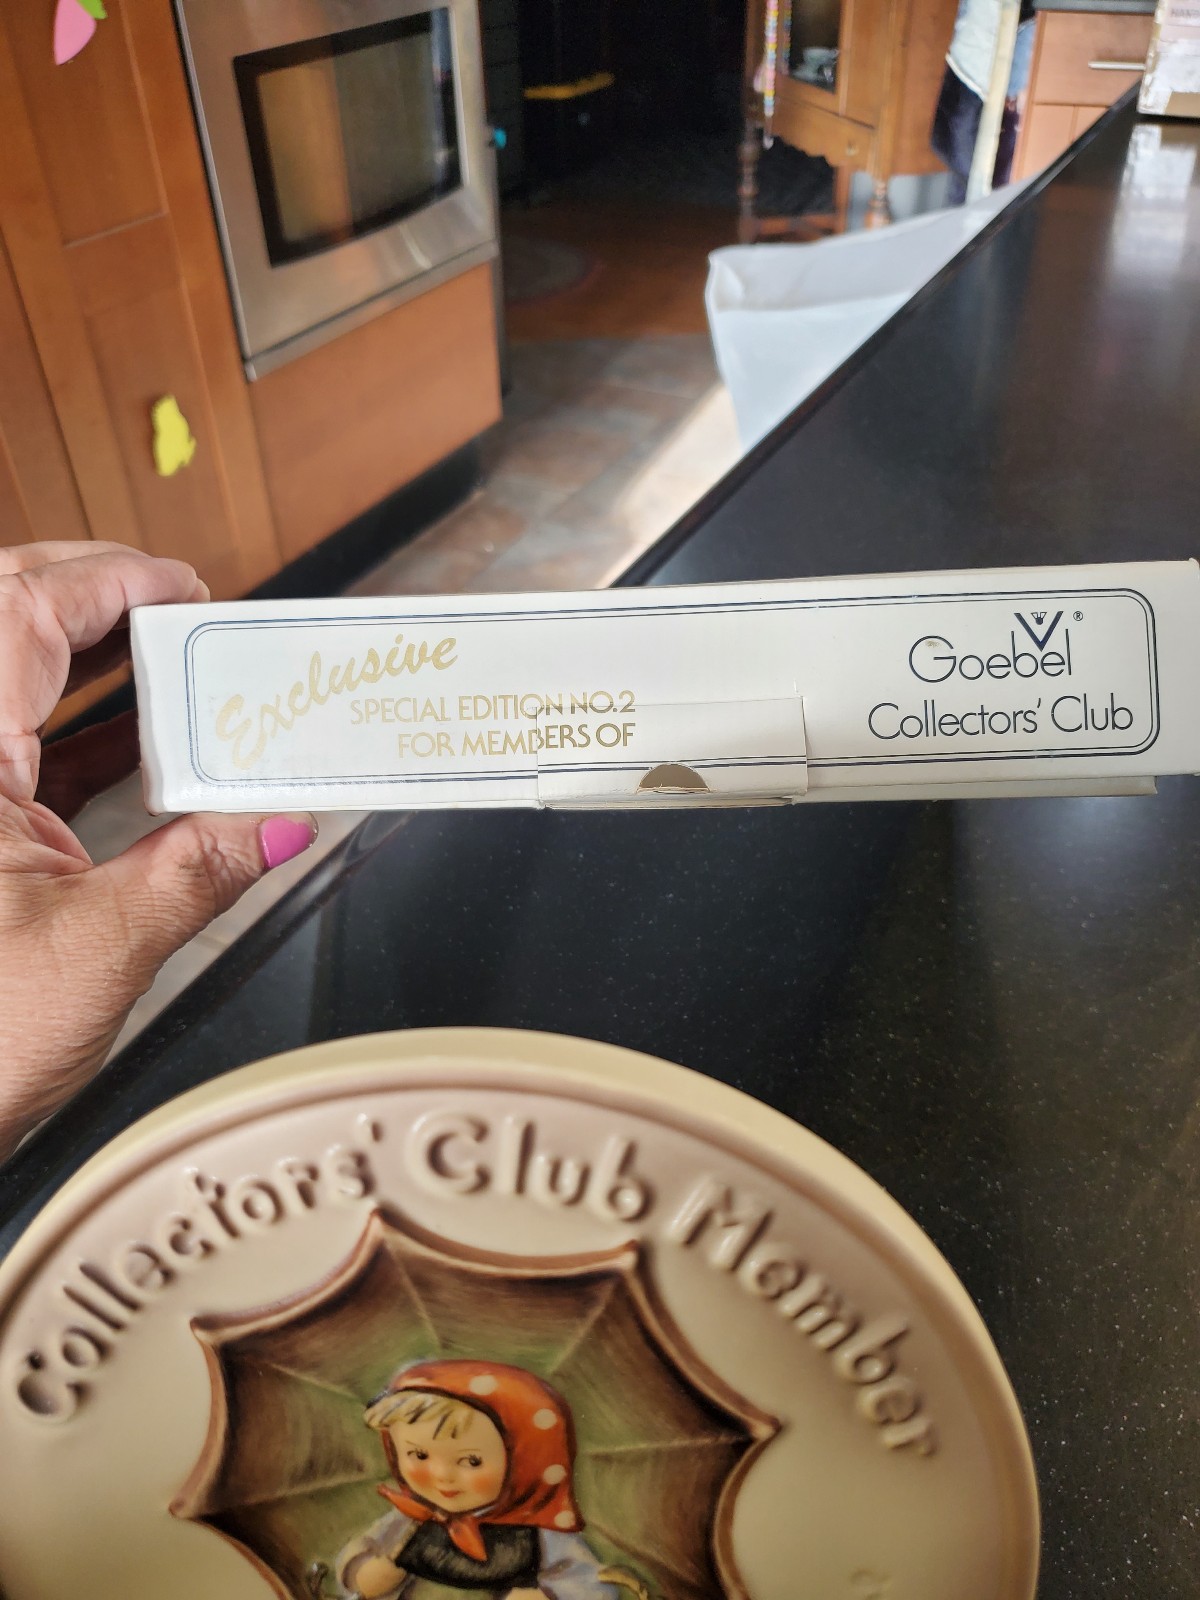 Exclusive
SPECIAL EDITION NO.2
FOR MEMBERS OF
Goebel ®
Collectors' Club
Collectors' Club Member